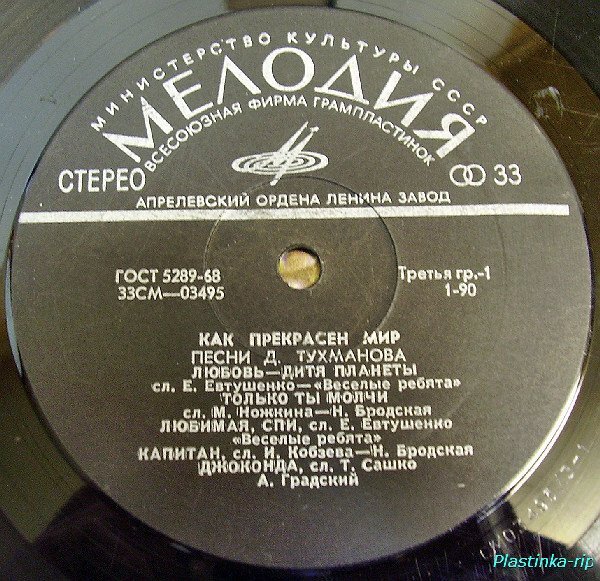 МИНИСТЕРСТВО КУЛЬТУРЫ СССР
МЕЛОДИЯ
ВСЕСОЮЗНАЯ ФИРМА ГРАМПЛАСТИНОК
СТЕРЕО
33
АПРЕЛЕВСКИЙ ОРДЕНА ЛЕНИНА ЗАВОД
ГОСТ 5289-68
33СМ—03495
Третья гр.-1
1-90
КАК ПРЕКРАСЕН МИР
ПЕСНИ Д. ТУХМАНОВА
ЛЮБОВЬ—ДИТЯ ПЛАНЕТЫ
сл. Е. Евтушенко—«Веселые ребята»
ТОЛЬКО ТЫ МОЛЧИ
сл. М. Ножкина—Н. Бродская
ЛЮБИМАЯ, СПИ, сл. Е. Евтушенко
«Веселые ребята»
КАПИТАН, сл. И. Кобзева—Н. Бродская
ДЖОКОНДА, сл. Т. Сашко
А. Градский
Plastinka-rip